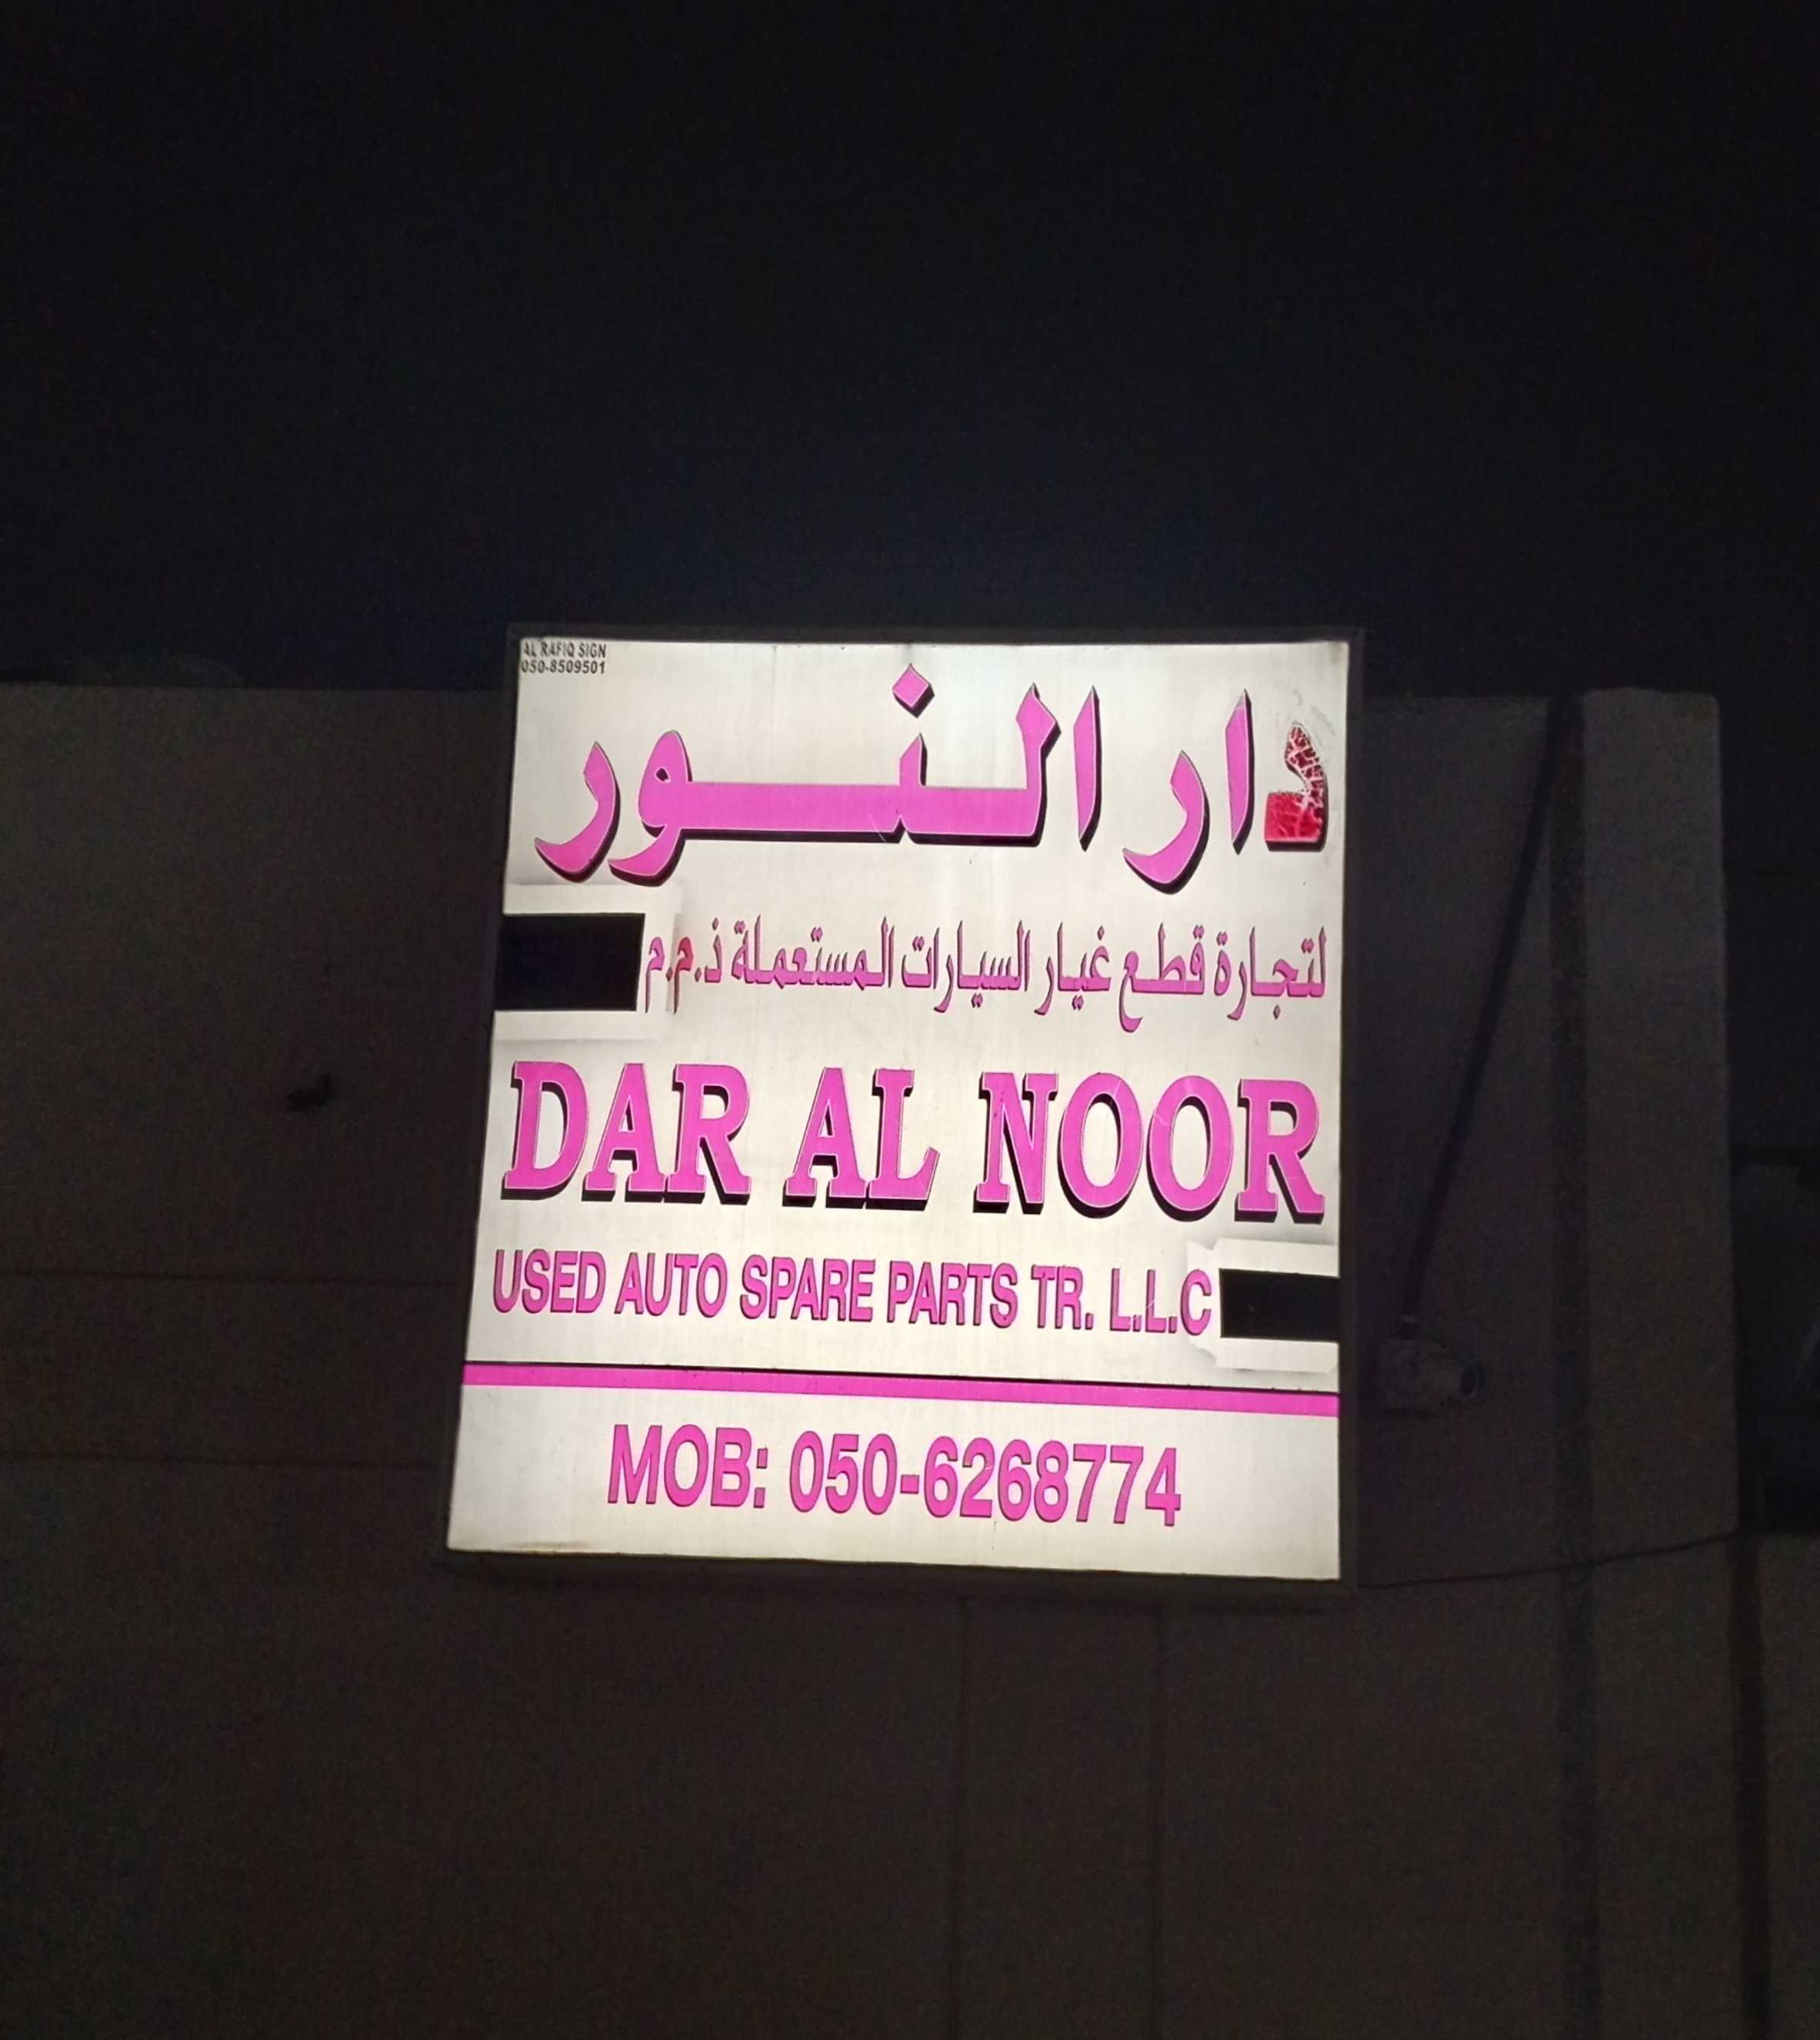 AL RAFIQ SIGN
050-8509501
دار النور
لتجارة قطع غيار السيارات المستعملة ذ.م.م
DAR AL NOOR
USED AUTO SPARE PARTS TR. L.L.C
MOB: 050-6268774